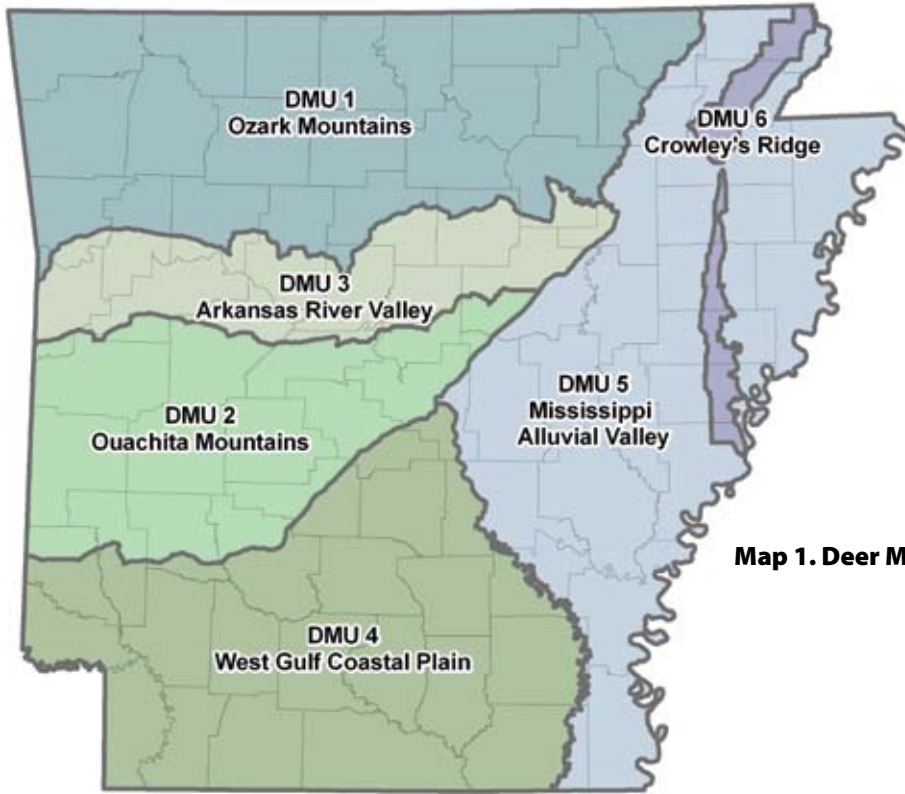 DMU 1
Ozark Mountains
DMU 6
Crowley's Ridge
DMU 3
Arkansas River Valley
DMU 5
Mississippi
Alluvial Valley
DMU 2
Ouachita Mountains
Map 1. Deer M
DMU 4
West Gulf Coastal Plain